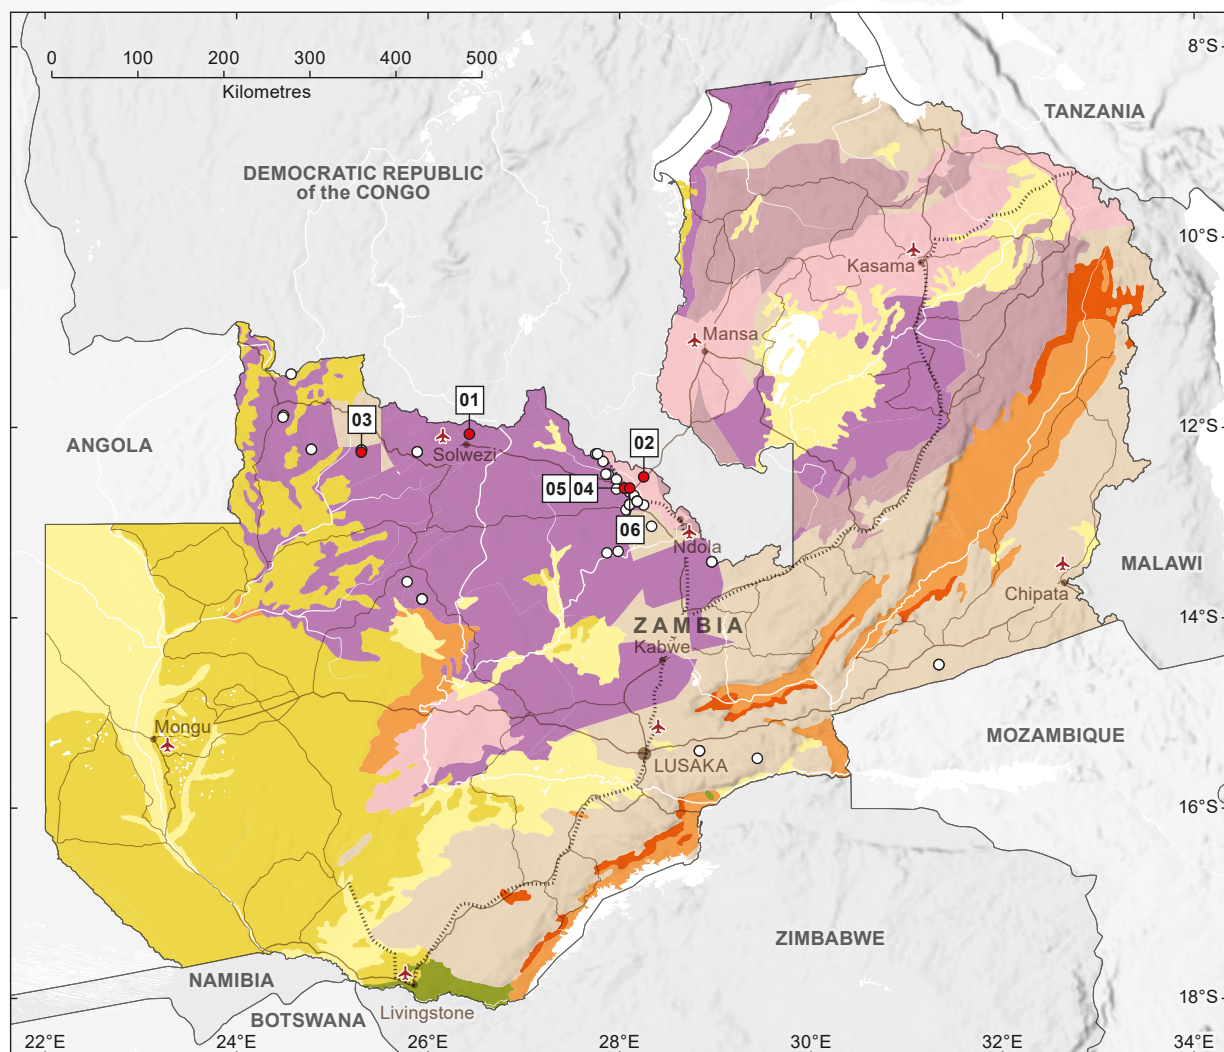 0 100 200 300 400 500
Kilometres
8°S
TANZANIA
DEMOCRATIC REPUBLIC
of the CONGO
10°S
Kasama
Mansa
01
03
12°S
ANGOLA
Solwezi
02
05 04
06
Ndola
MALAWI
Chipata
14°S
ZAMBIA
Kabwe
Mongu
MOZAMBIQUE
LUSAKA
16°S
ZIMBABWE
NAMIBIA
18°S
Livingstone
BOTSWANA
22°E 24°E 26°E 28°E 30°E 32°E 34°E